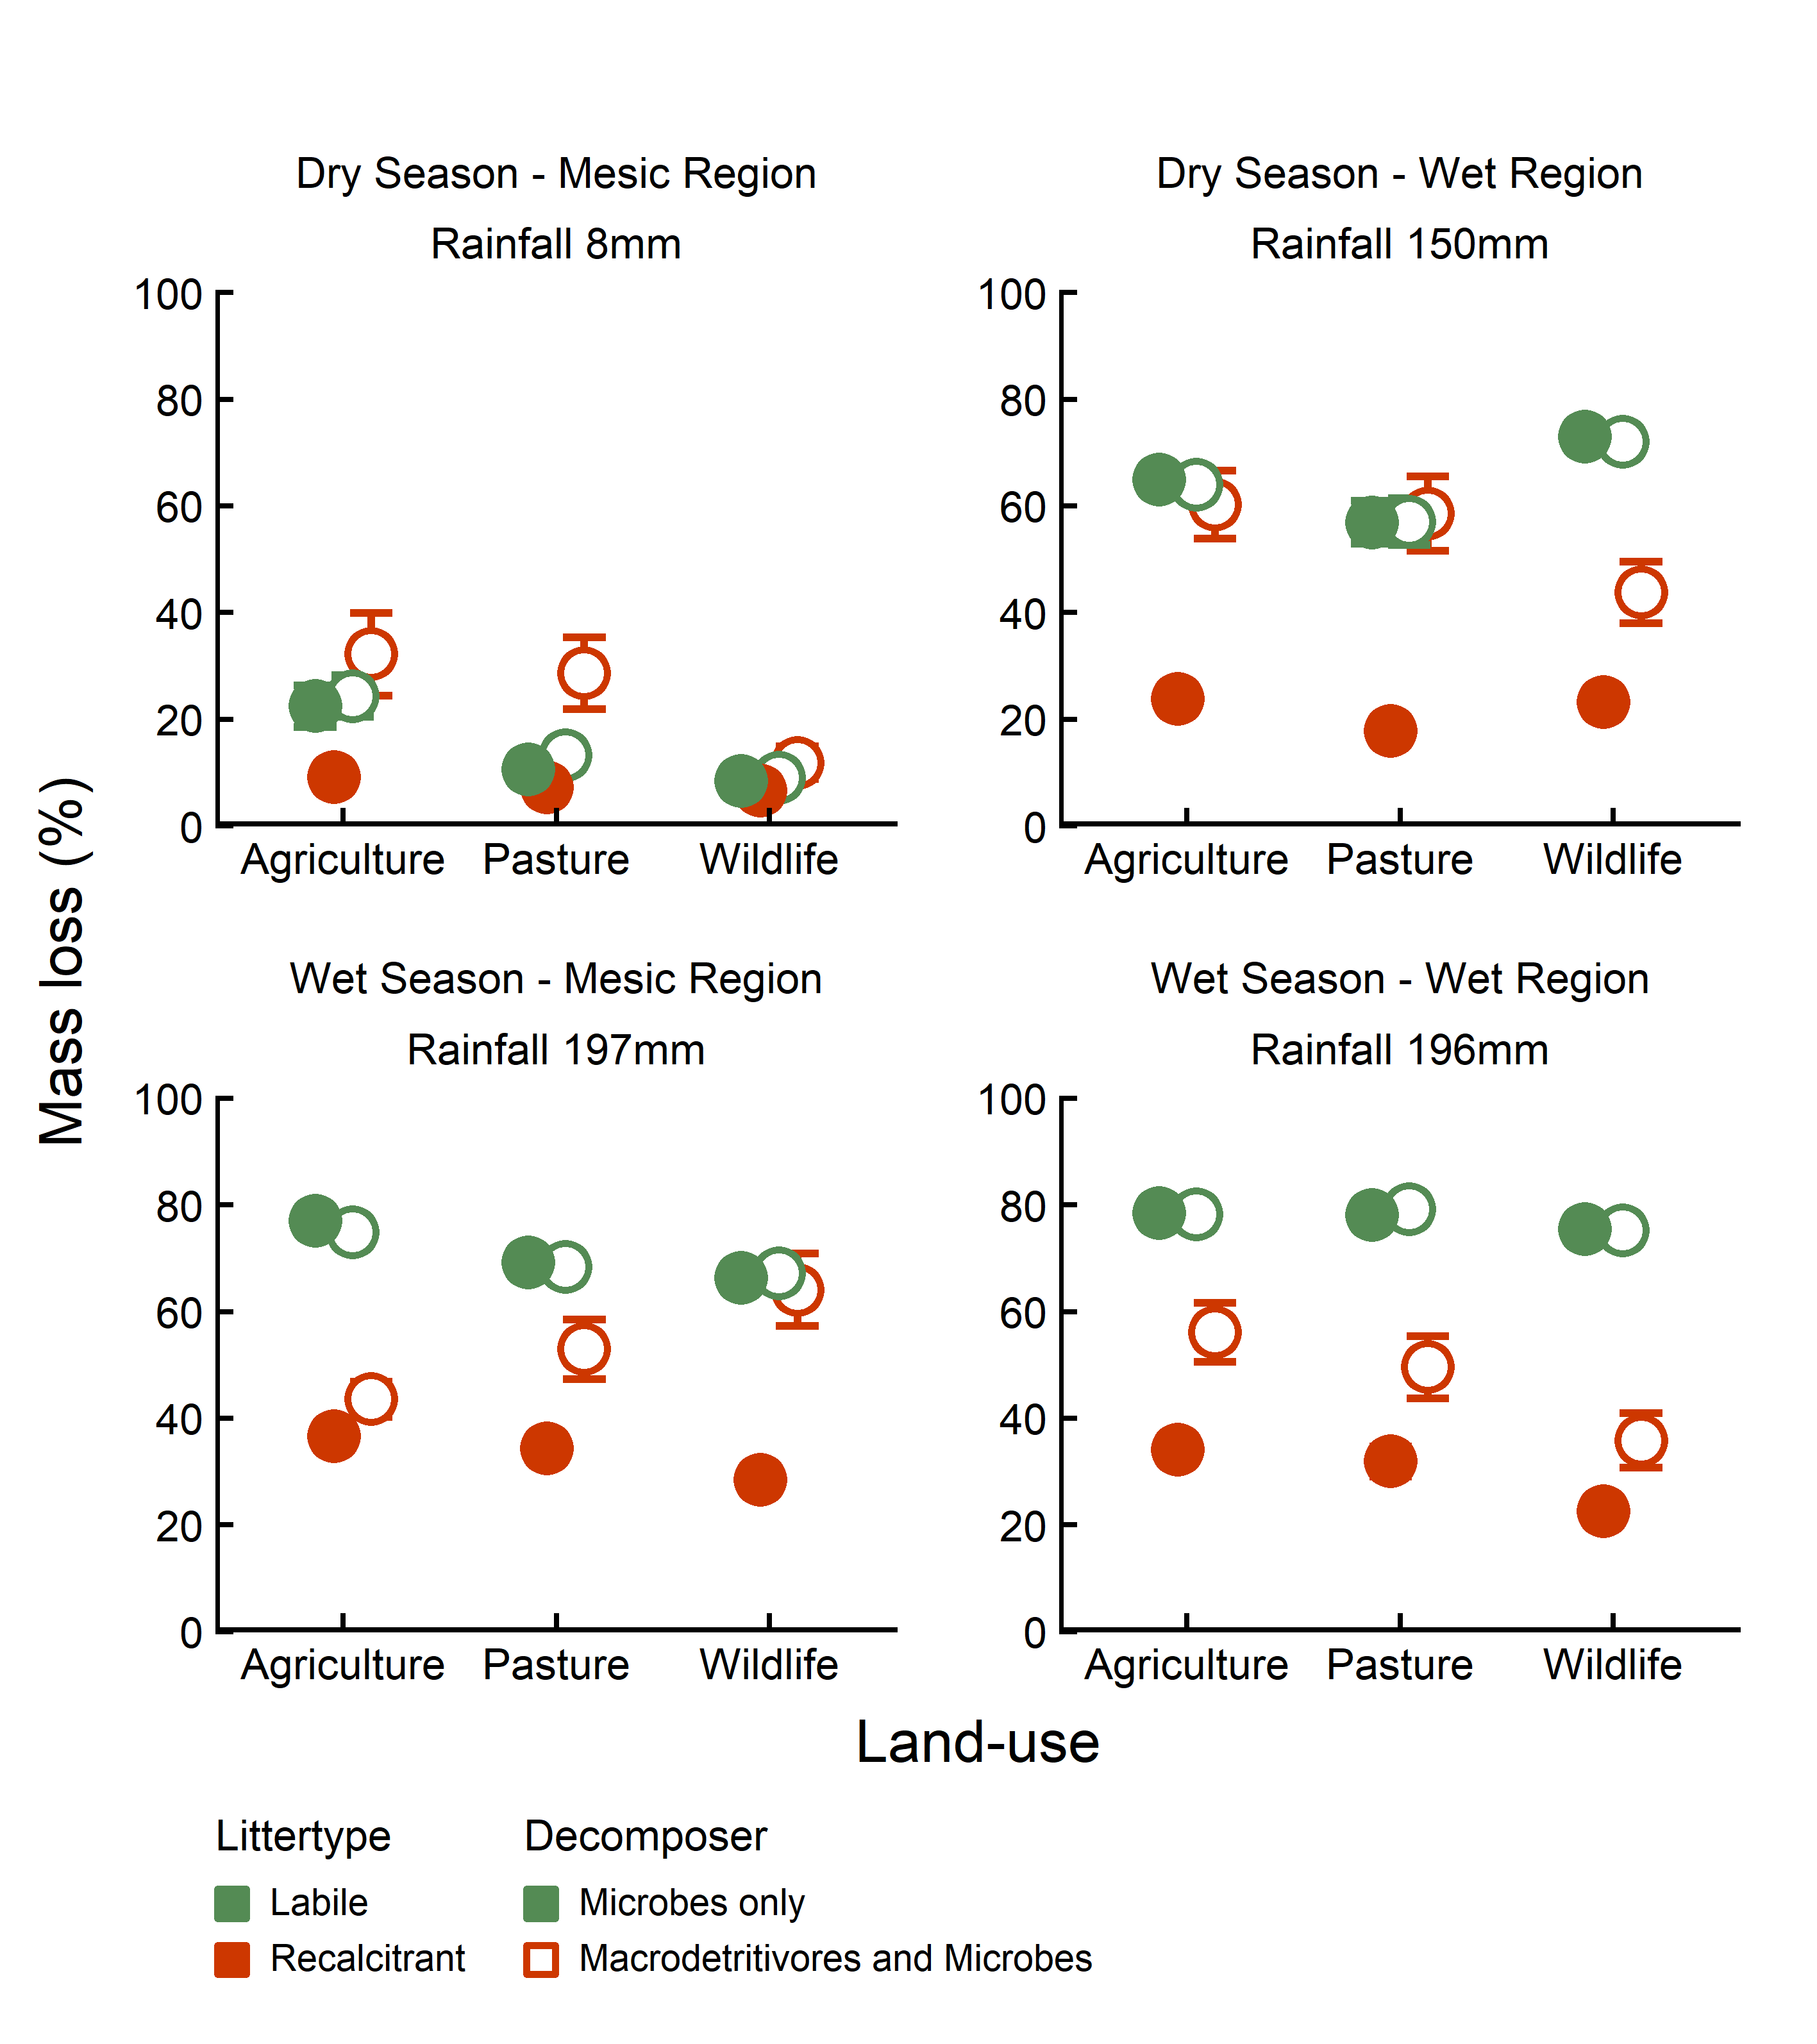 Dry Season - Mesic Region
Rainfall 8mm
100
80
60
40
20
0
Agriculture Pasture Wildlife
Dry Season - Wet Region
Rainfall 150mm
100
80
60
40
20
0
Agriculture Pasture Wildlife
Mass loss (%)
Wet Season - Mesic Region
Rainfall 197mm
100
80
60
40
20
0
Agriculture Pasture Wildlife
Wet Season - Wet Region
Rainfall 196mm
100
80
60
40
20
0
Agriculture Pasture Wildlife
Land-use
Littertype
Labile
Recalcitrant
Decomposer
Microbes only
Macrodetritivores and Microbes